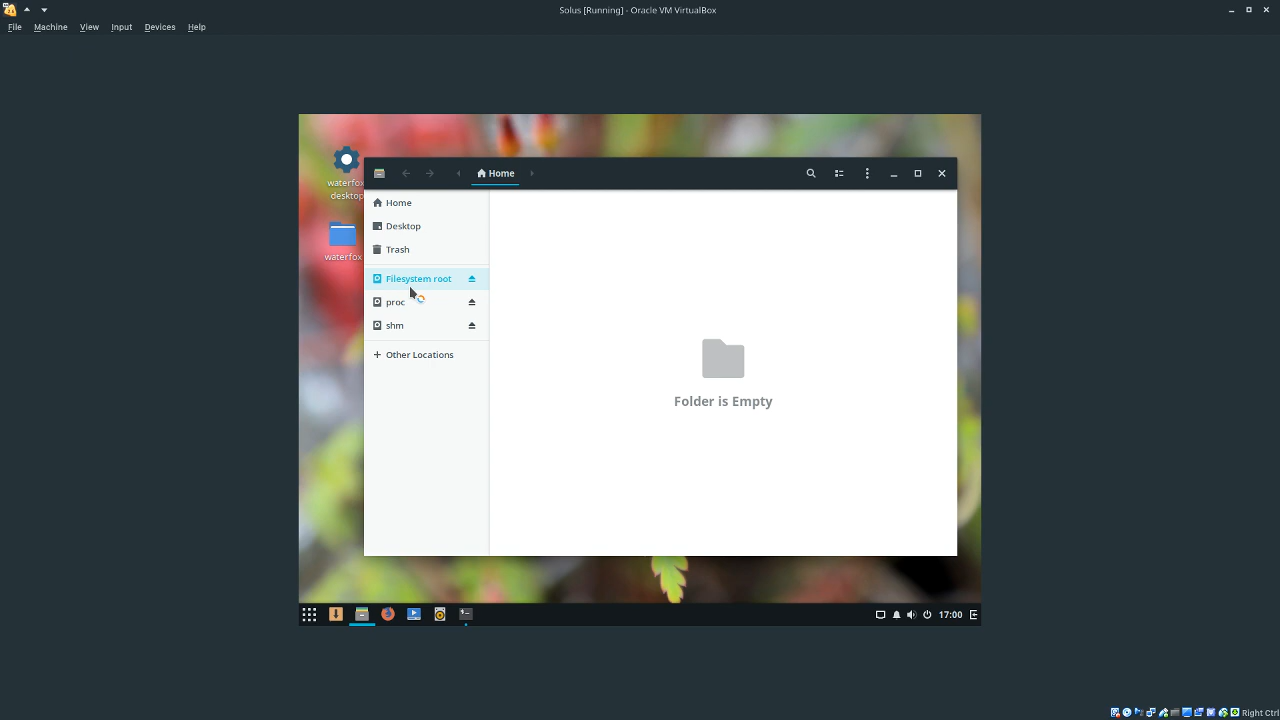 Solus [Running] - Oracle VM VirtualBox
File Machine View Input Devices Help
waterfox
desktop
waterfox
Home
Home
Desktop
Trash
Filesystem root
proc
shm
+ Other Locations
Folder is Empty
17:00
Right Ctrl